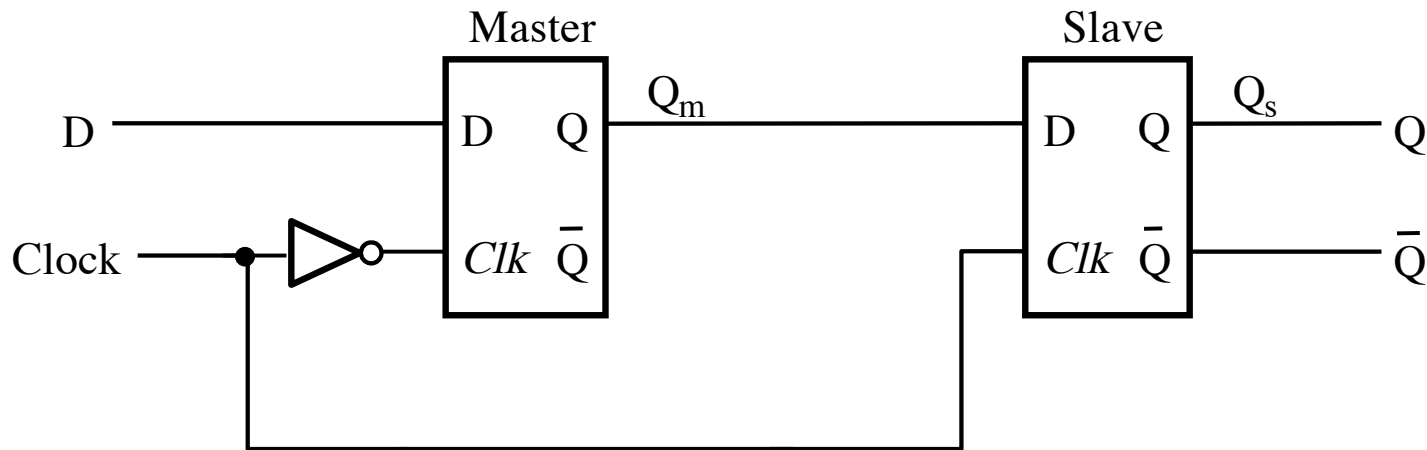 Master
Slave
Qm
Qs
D
D Q
D Q
Q
Clock
Clk Q̅
Clk Q̅
Q̅